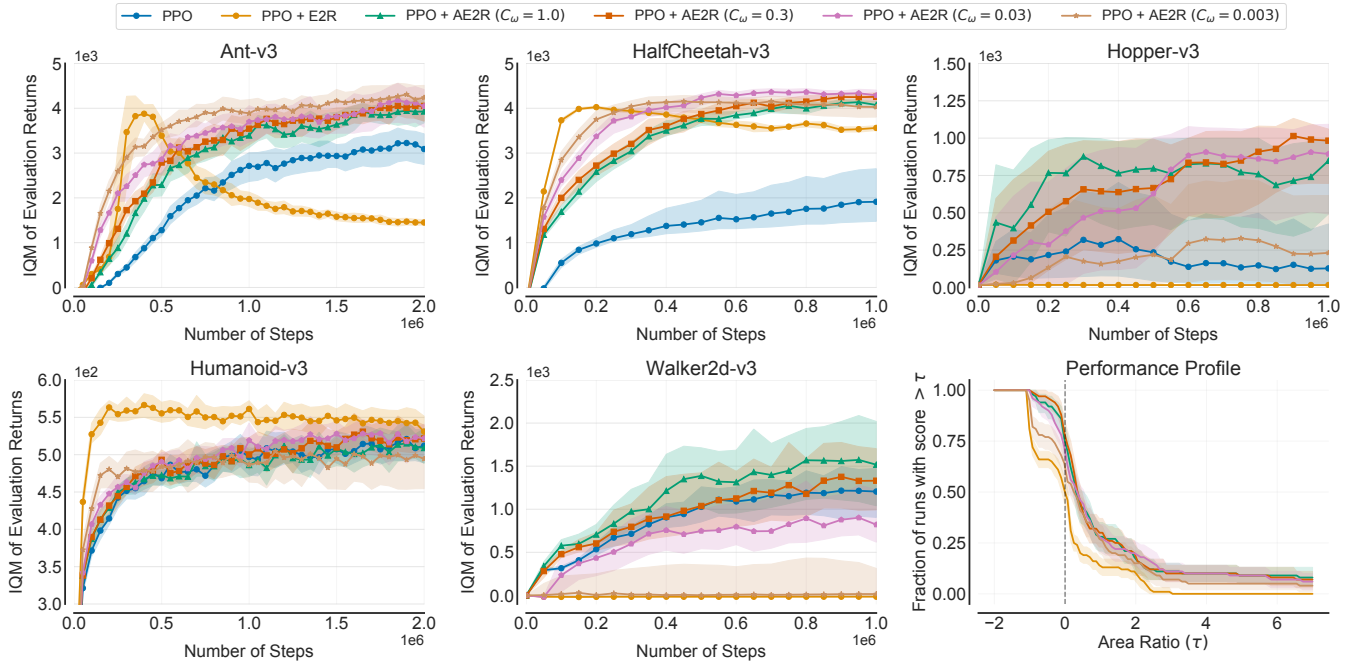 PPO PPO + E2R PPO + AE2R (Cω = 1.0) PPO + AE2R (Cω = 0.3) PPO + AE2R (Cω = 0.03) PPO + AE2R (Cω = 0.003)
Ant-v3
1e3
IQM of Evaluation Returns
5
4
3
2
1
0
0.0 0.5 1.0 1.5 2.0
Number of Steps
1e6
HalfCheetah-v3
1e3
IQM of Evaluation Returns
5
4
3
2
1
0
0.0 0.2 0.4 0.6 0.8 1.0
Number of Steps
1e6
Hopper-v3
1e3
IQM of Evaluation Returns
1.50
1.25
1.00
0.75
0.50
0.25
0.00
0.0 0.2 0.4 0.6 0.8 1.0
Number of Steps
1e6
Humanoid-v3
1e2
IQM of Evaluation Returns
6.0
5.5
5.0
4.5
4.0
3.5
3.0
0.0 0.5 1.0 1.5 2.0
Number of Steps
1e6
Walker2d-v3
1e3
IQM of Evaluation Returns
2.5
2.0
1.5
1.0
0.5
0.0
0.0 0.2 0.4 0.6 0.8 1.0
Number of Steps
1e6
Performance Profile
Fraction of runs with score > τ
1.00
0.75
0.50
0.25
0.00
−2 0 2 4 6
Area Ratio (τ)